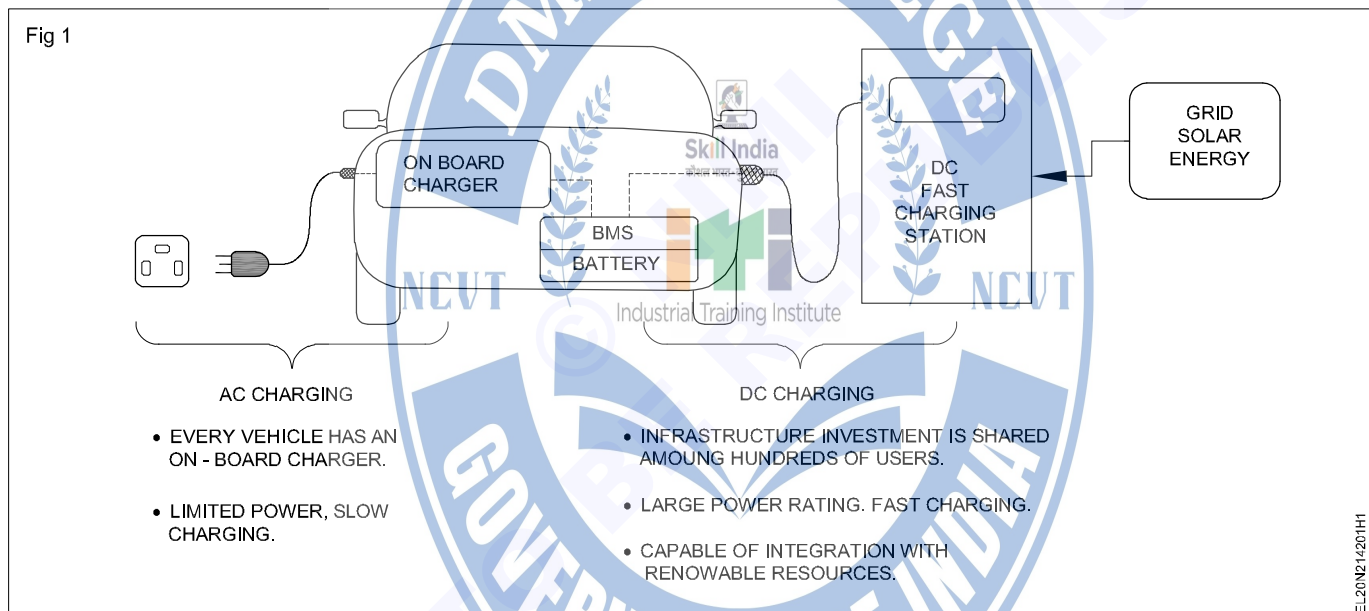 Fig 1
ON BOARD
CHARGER
BMS
BATTERY
DC
FAST
CHARGING
STATION
GRID
SOLAR
ENERGY
Skill India
Industrial Training Institute
NCVT
NCVT
AC CHARGING
• EVERY VEHICLE HAS AN
ON - BOARD CHARGER.
• LIMITED POWER, SLOW
CHARGING.
DC CHARGING
• INFRASTRUCTURE INVESTMENT IS SHARED
AMOUNG HUNDREDS OF USERS.
• LARGE POWER RATING. FAST CHARGING.
• CAPABLE OF INTEGRATION WITH
RENOWABLE RESOURCES.
EL20N214201H1